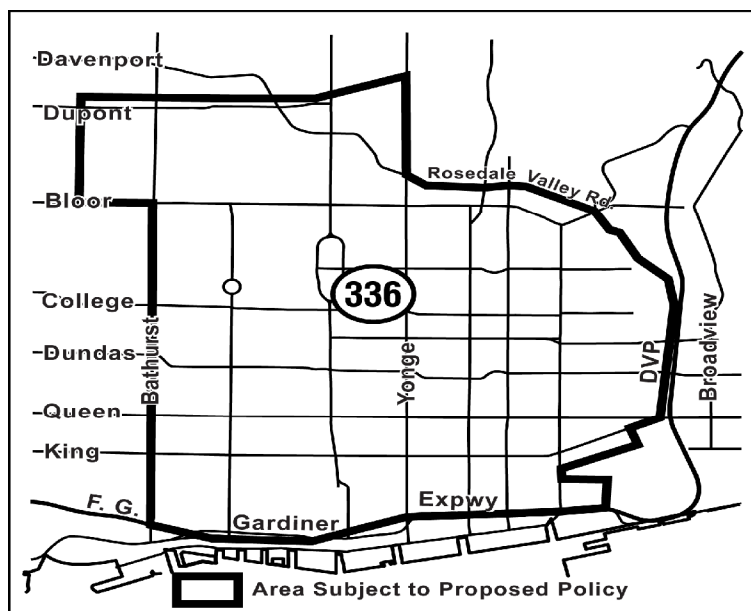 Davenport
Dupont
Rosedale Valley Rd.
Bloor
336
College
Bathurst
Yonge
DVP
Broadview
Dundas
Queen
King
F. G. Gardiner Expwy
Area Subject to Proposed Policy